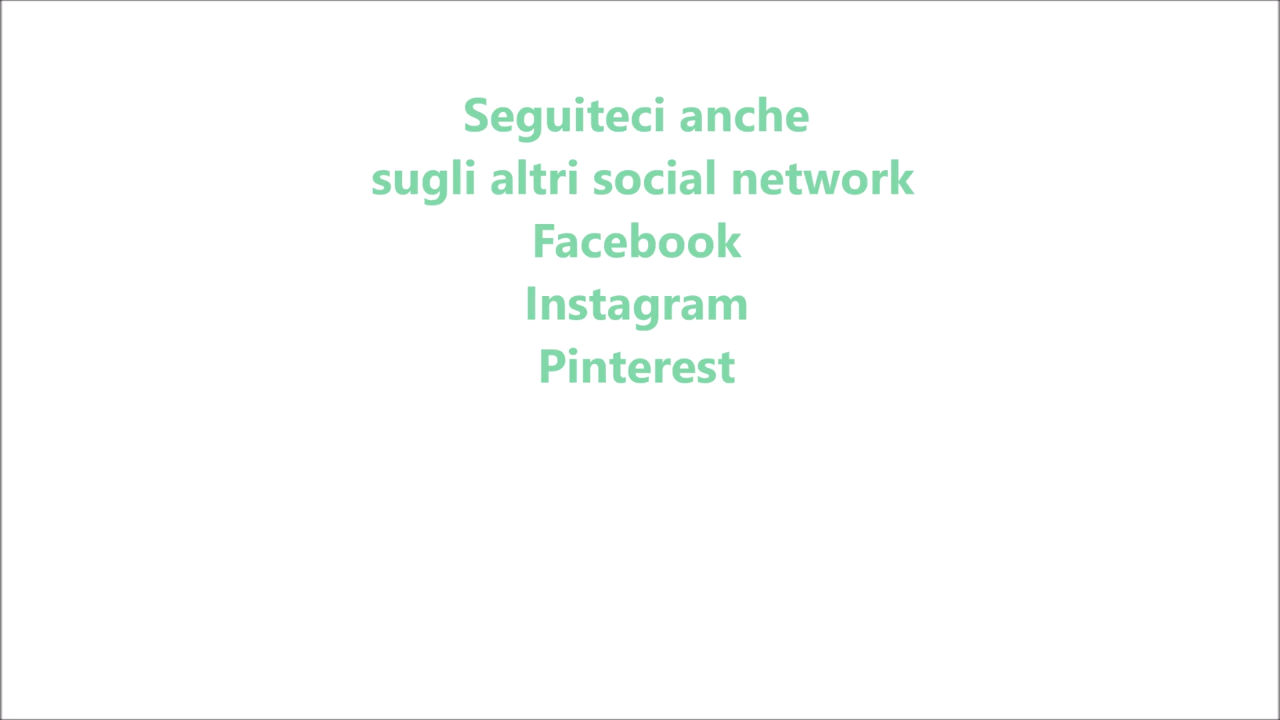 Seguiteci anche
sugli altri social network
Facebook
Instagram
Pinterest